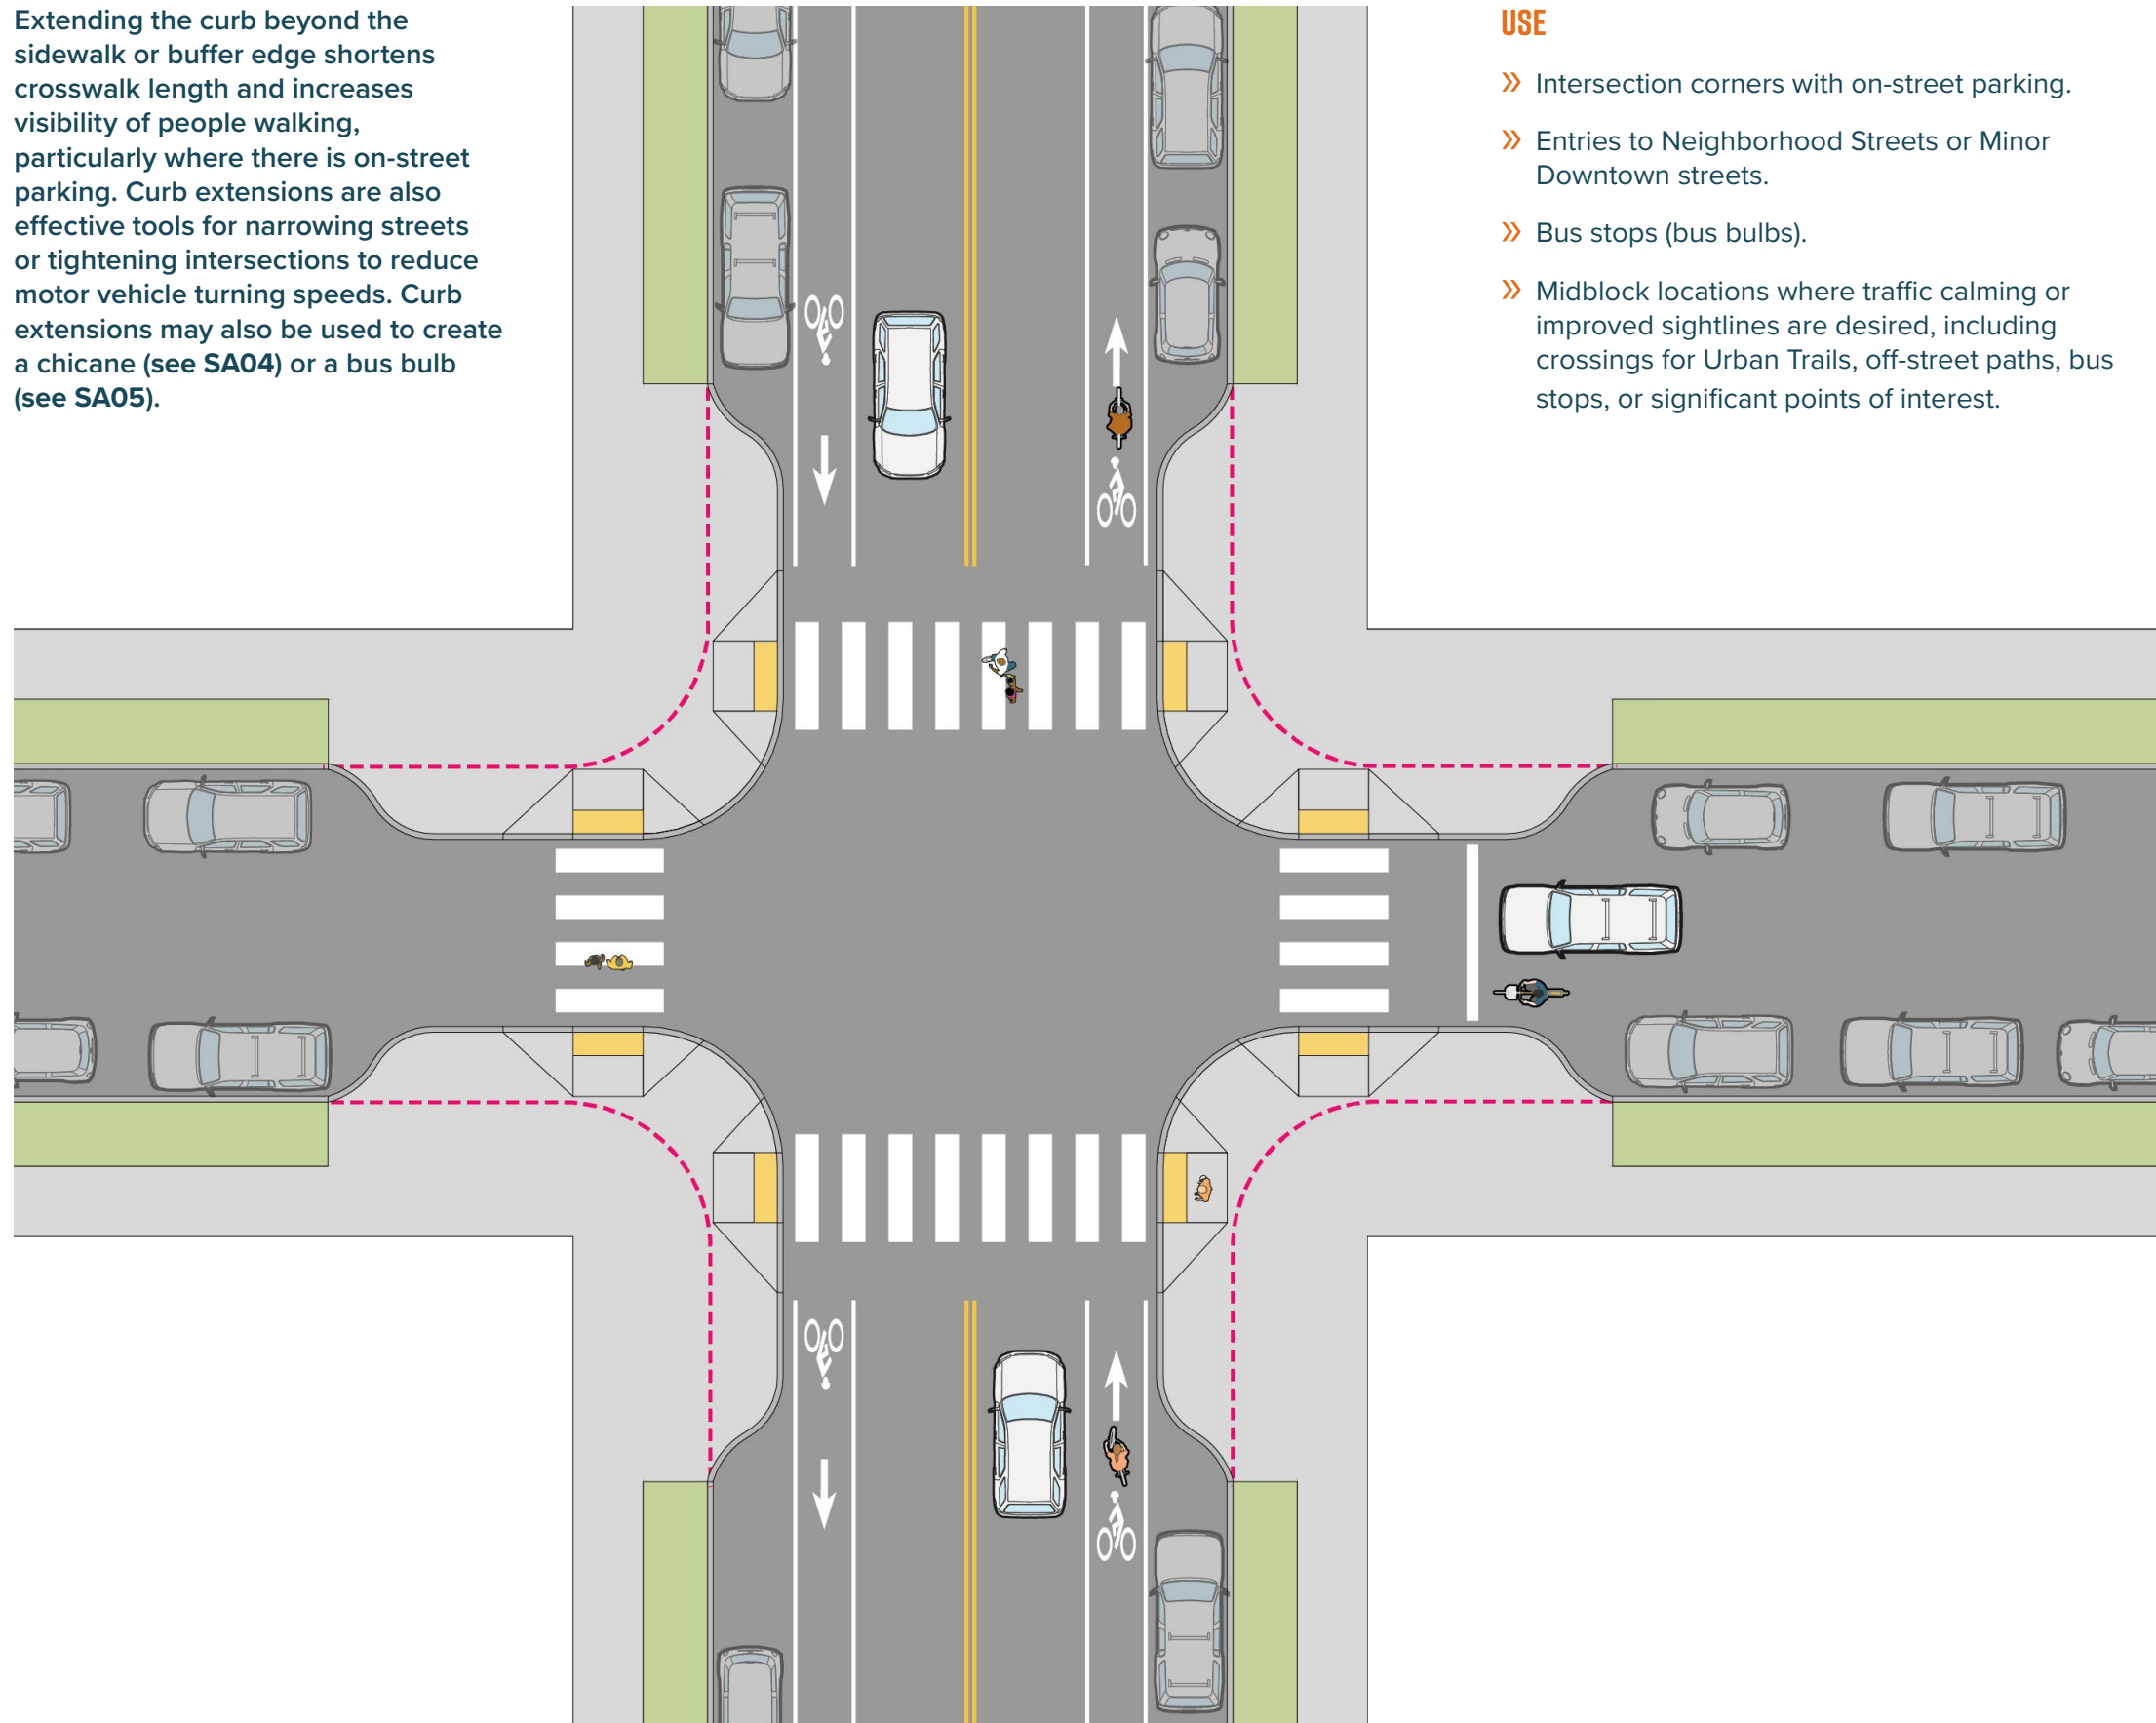 Extending the curb beyond the
sidewalk or buffer edge shortens
crosswalk length and increases
visibility of people walking,
particularly where there is on-street
parking. Curb extensions are also
effective tools for narrowing streets
or tightening intersections to reduce
motor vehicle turning speeds. Curb
extensions may also be used to create
a chicane (see SA04) or a bus bulb
(see SA05).
USE
» Intersection corners with on-street parking.
» Entries to Neighborhood Streets or Minor
Downtown streets.
» Bus stops (bus bulbs).
» Midblock locations where traffic calming or
improved sightlines are desired, including
crossings for Urban Trails, off-street paths, bus
stops, or significant points of interest.